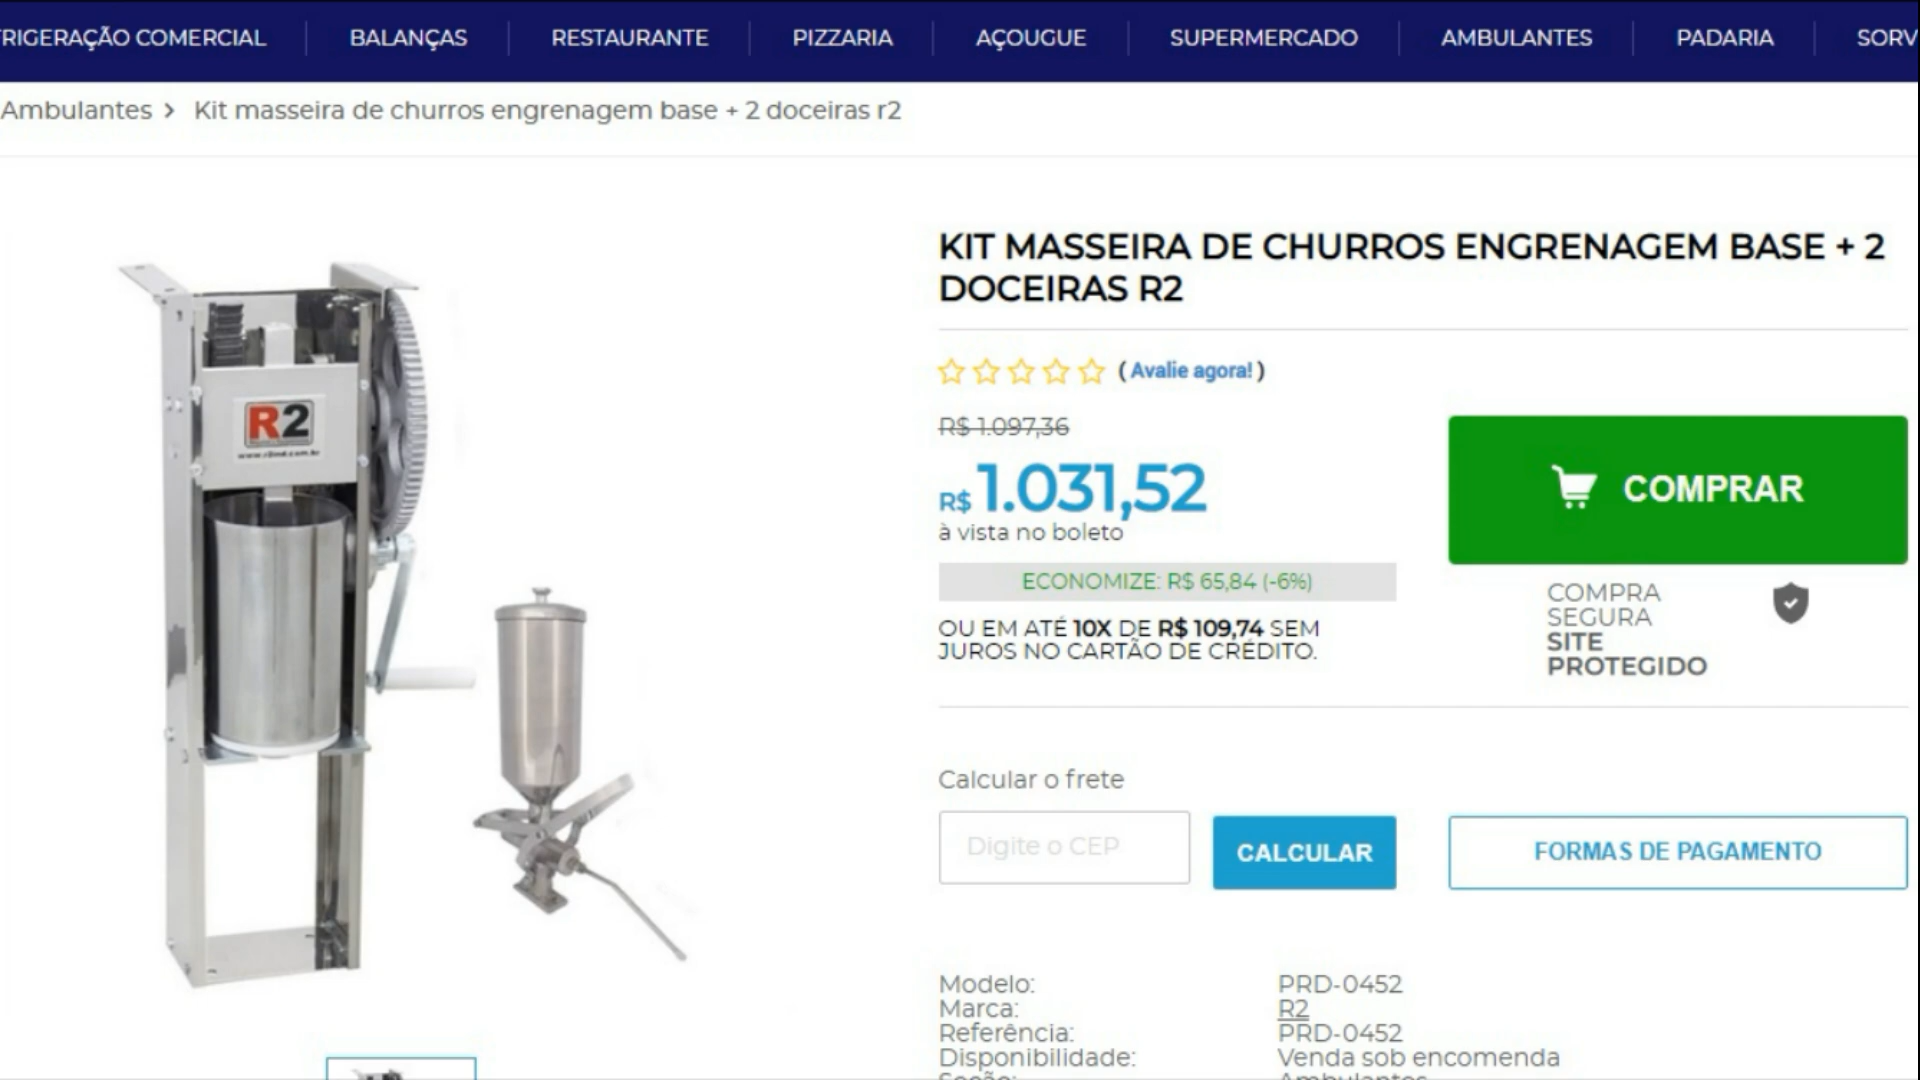 RIGERAÇÃO COMERCIAL
BALANÇAS
RESTAURANTE
PIZZARIA
AÇOUGUE
SUPERMERCADO
AMBULANTES
PADARIA
SORV
Ambulantes > Kit masseira de churros engrenagem base + 2 doceiras r2
R2
KIT MASSEIRA DE CHURROS ENGRENAGEM BASE + 2
DOCEIRAS R2
( Avalie agora! )
R$ 1.097,36
R$ 1.031,52
à vista no boleto
ECONOMIZE: R$ 65,84 (-6%)
OU EM ATÉ 10X DE R$ 109,74 SEM
JUROS NO CARTÃO DE CRÉDITO.
COMPRAR
COMPRA
SEGURA
SITE
PROTEGIDO
Calcular o frete
Digite o CEP
CALCULAR
FORMAS DE PAGAMENTO
Modelo: PRD-0452
Marca: R2
Referência: PRD-0452
Disponibilidade: Venda sob encomenda
Seção: Ambulantes